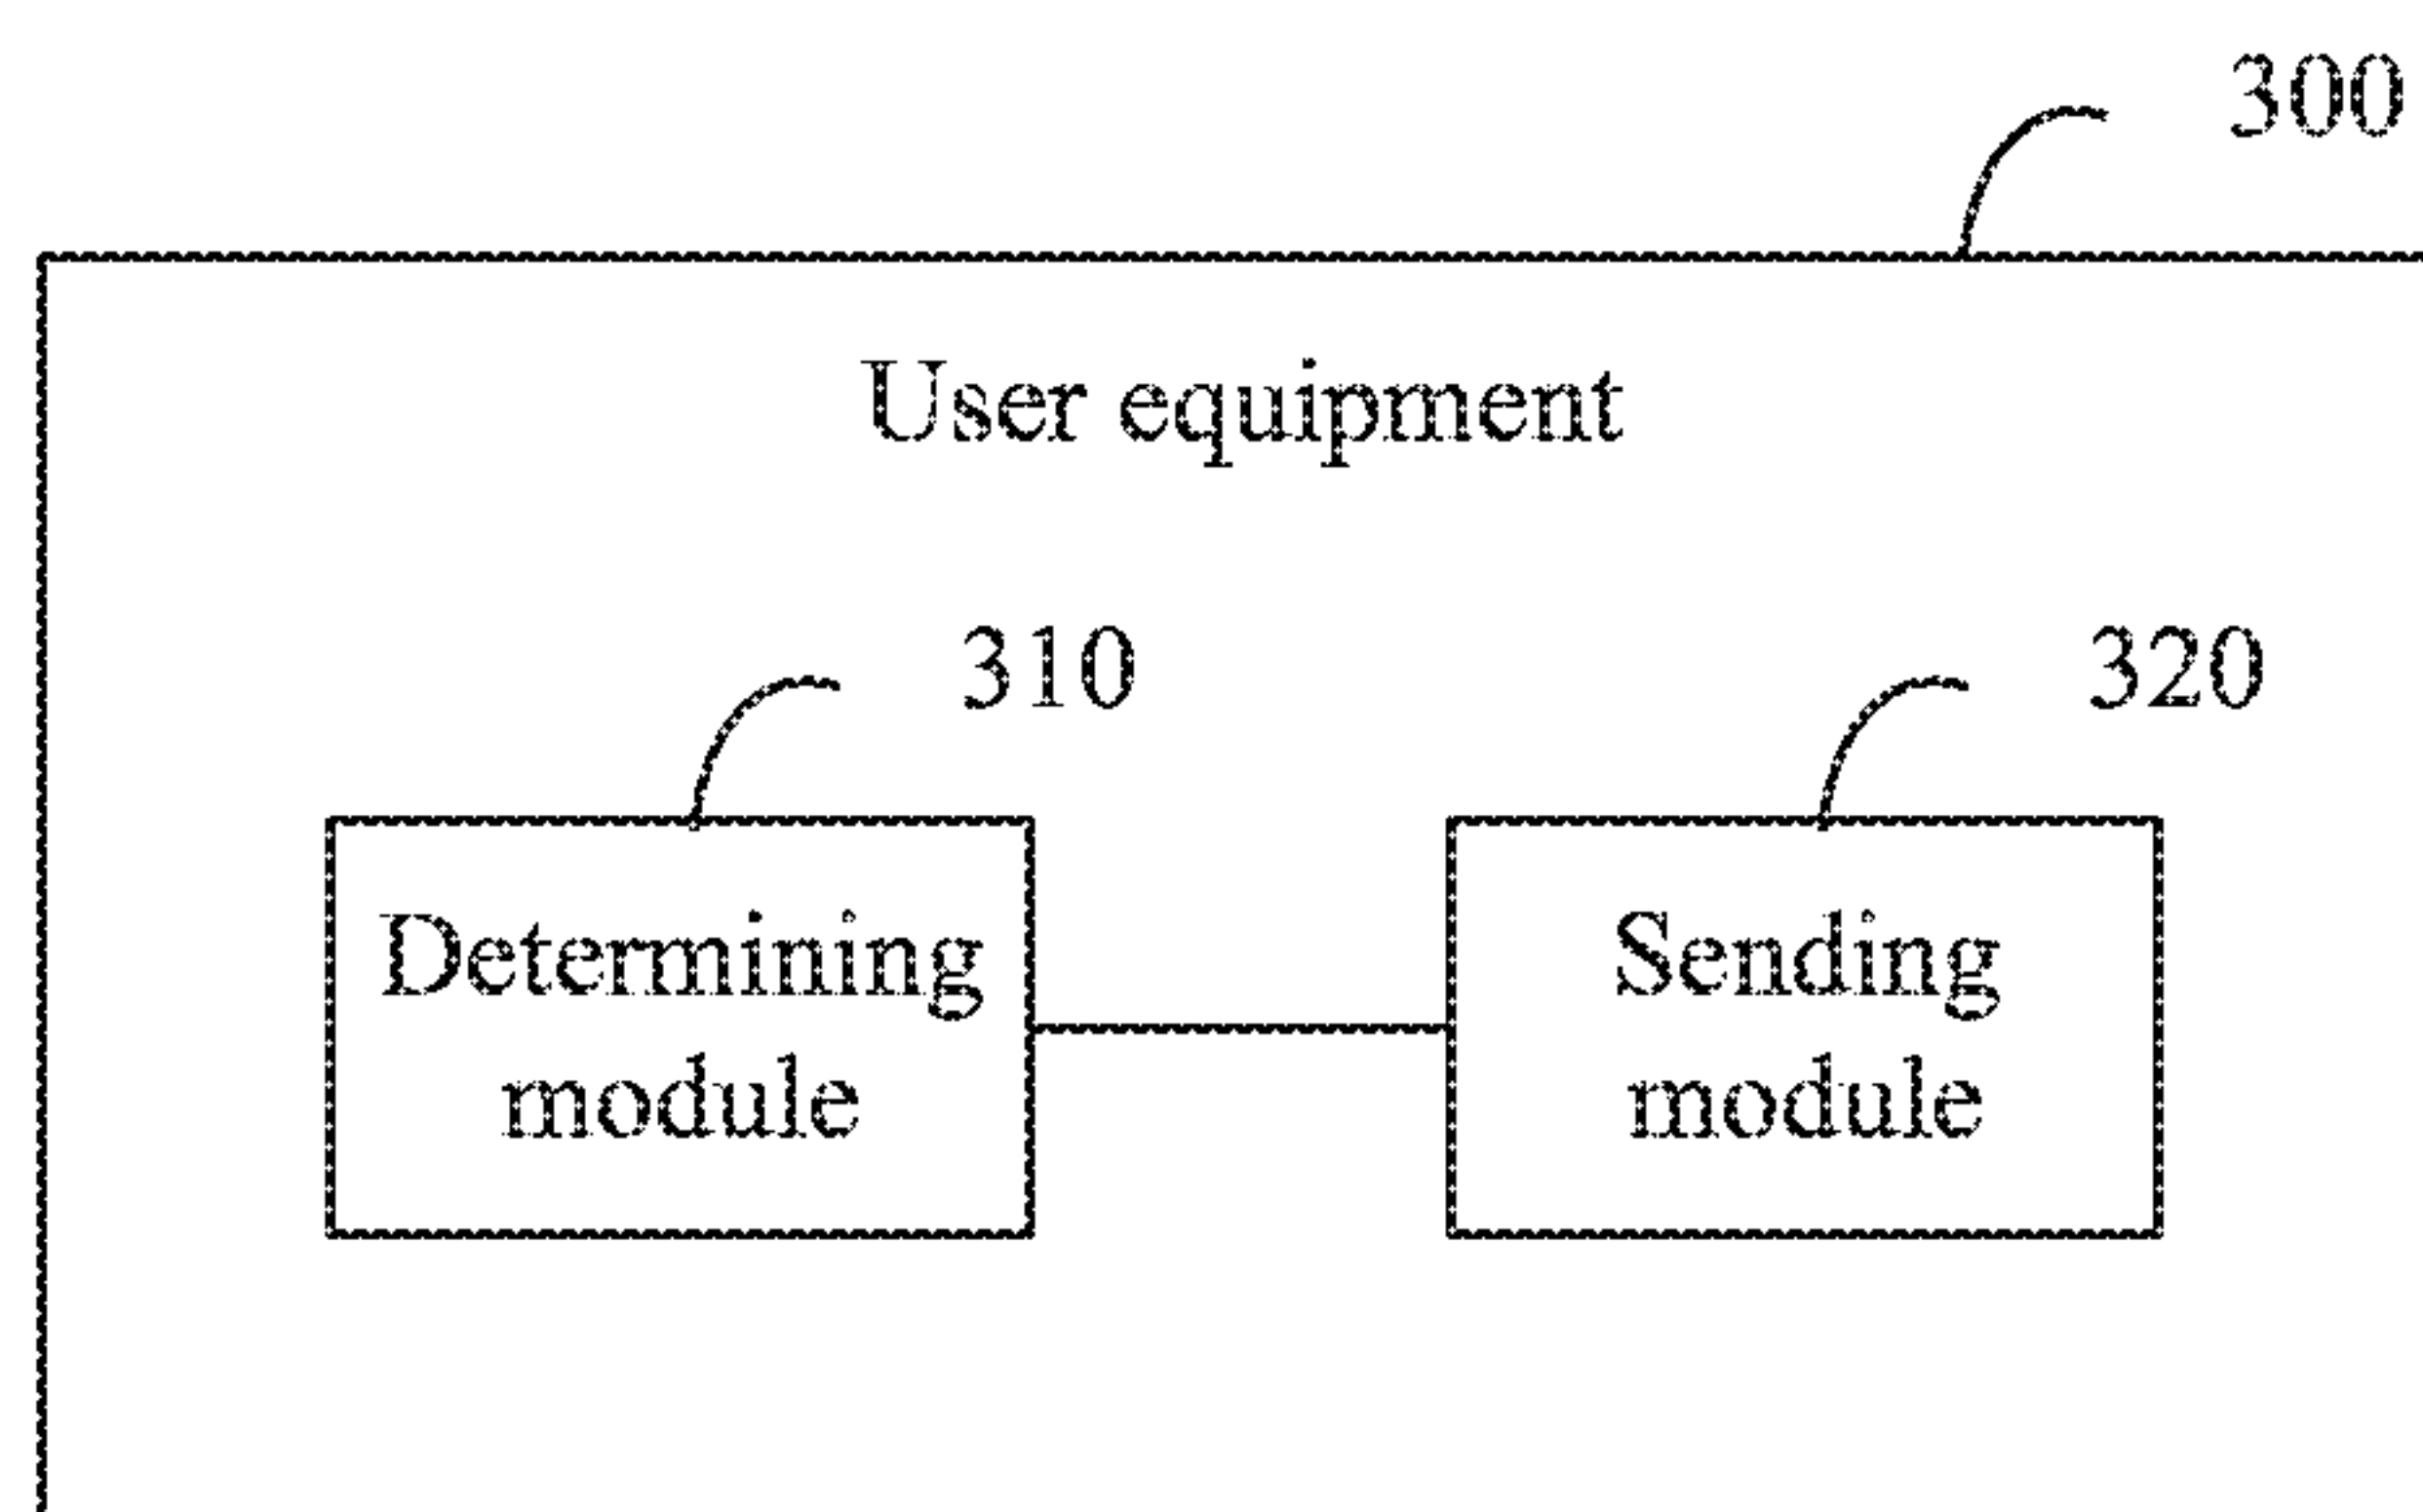 300
User equipment
310
320
Determining
module
Sending
module